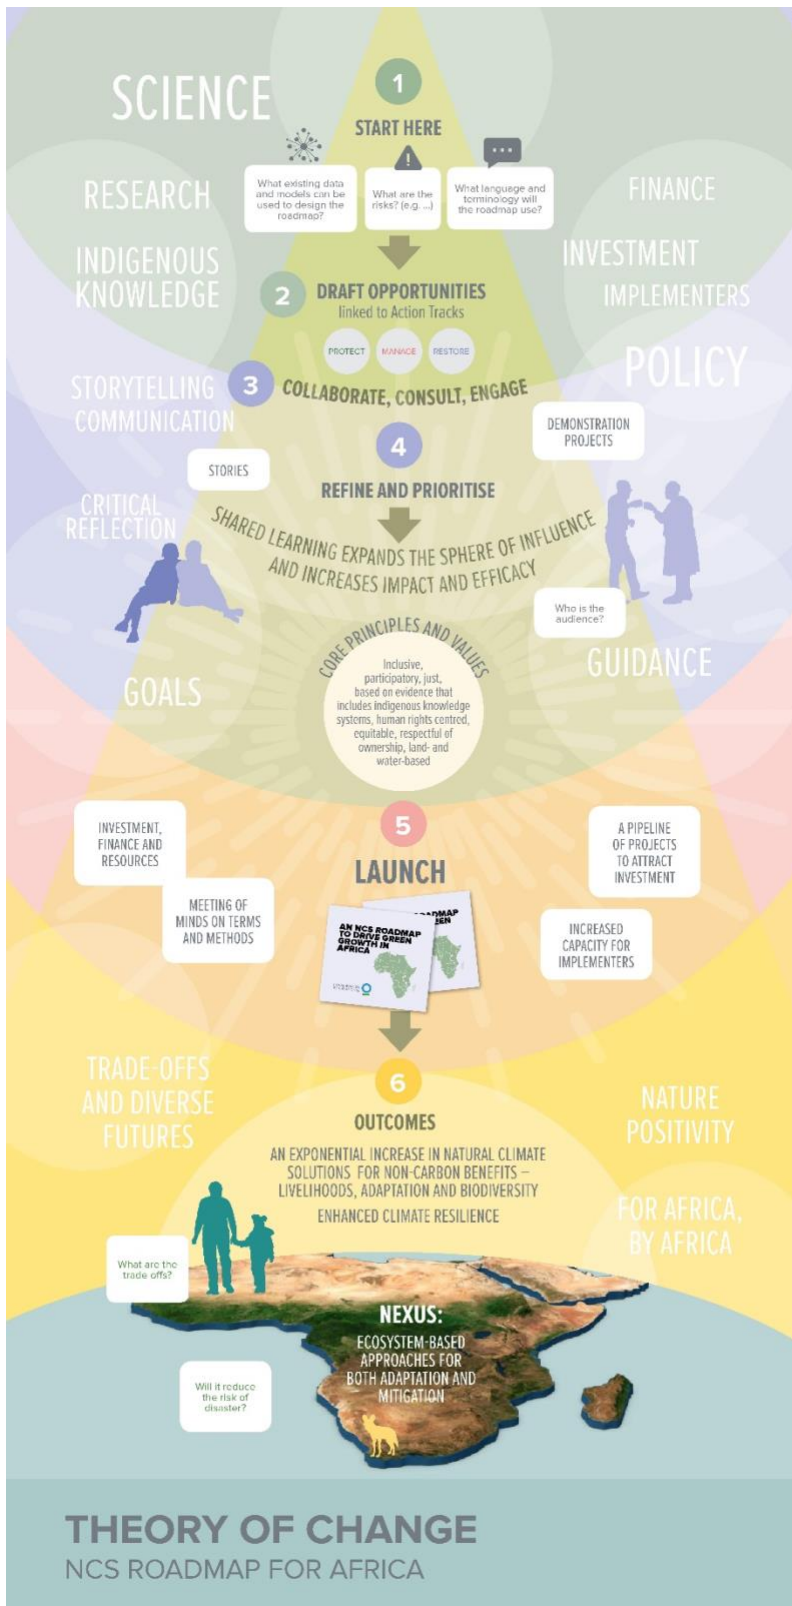 SCIENCE
1
START HERE
What existing data
and models can be
used to design the
roadmap?
What are the
risks? (e.g. ...)
What language and
terminology will
the roadmap use?
RESEARCH
FINANCE
INDIGENOUS
KNOWLEDGE
INVESTMENT
IMPLEMENTERS
2
DRAFT OPPORTUNITIES
linked to Action Tracks
PROTECT
MANAGE
RESTORE
POLICY
STORYTELLING
COMMUNICATION
3
COLLABORATE, CONSULT, ENGAGE
DEMONSTRATION
PROJECTS
4
STORIES
REFINE AND PRIORITISE
CRITICAL
REFLECTION
SHARED LEARNING EXPANDS THE SPHERE OF INFLUENCE
AND INCREASES IMPACT AND EFFICACY
Who is the
audience?
CORE PRINCIPLES AND VALUES
Inclusive,
participatory, just,
based on evidence that
includes indigenous knowledge
systems, human rights centred,
equitable, respectful of
ownership, land- and
water-based
GUIDANCE
GOALS
5
LAUNCH
INVESTMENT,
FINANCE AND
RESOURCES
A PIPELINE
OF PROJECTS
TO ATTRACT
INVESTMENT
MEETING OF
MINDS ON TERMS
AND METHODS
INCREASED
CAPACITY FOR
IMPLEMENTERS
AN NCS ROADMAP
TO DRIVE GREEN
GROWTH IN
AFRICA
TRADE-OFFS
AND DIVERSE
FUTURES
6
OUTCOMES
NATURE
POSITIVITY
AN EXPONENTIAL INCREASE IN NATURAL CLIMATE
SOLUTIONS FOR NON-CARBON BENEFITS –
LIVELIHOODS, ADAPTATION AND BIODIVERSITY
ENHANCED CLIMATE RESILIENCE
FOR AFRICA,
BY AFRICA
What are the
trade offs?
NEXUS:
ECOSYSTEM-BASED
APPROACHES FOR
BOTH ADAPTATION AND
MITIGATION
Will it reduce
the risk of
disaster?
THEORY OF CHANGE
NCS ROADMAP FOR AFRICA